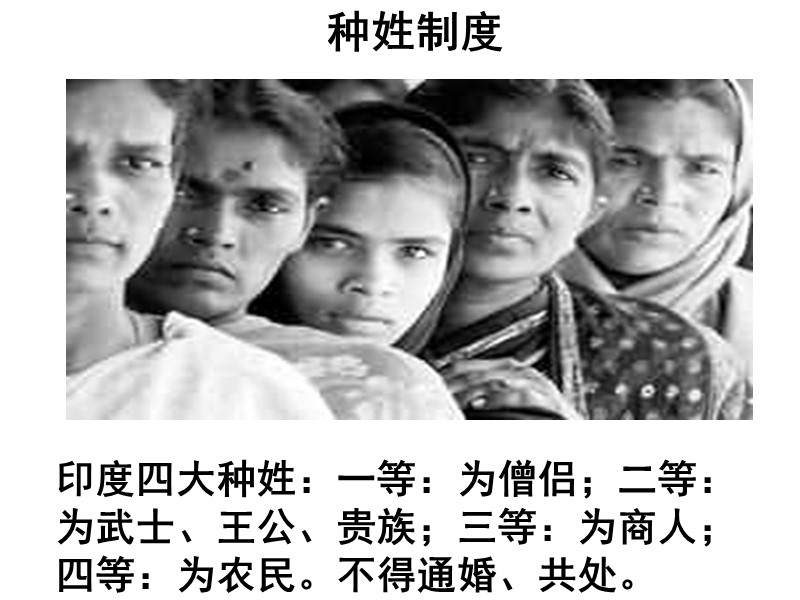 种姓制度
印度四大种姓：一等：为僧侣；二等：
为武士、王公、贵族；三等：为商人；
四等：为农民。不得通婚、共处。